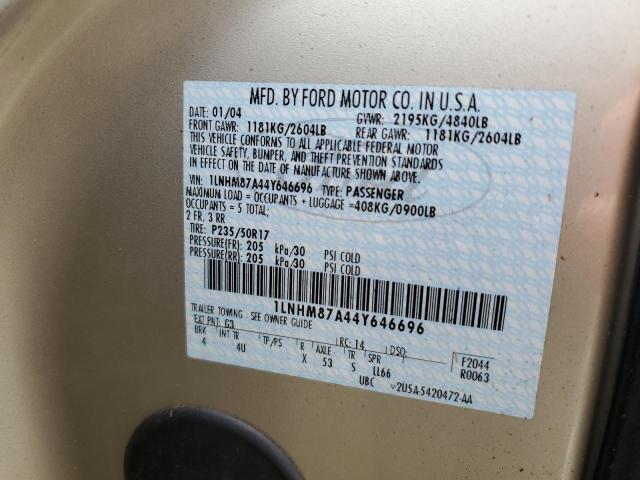 MFD. BY FORD MOTOR CO. IN U.S.A.
DATE: 01/04 GVWR: 2195KG/4840LB
FRONT GAWR: 1181KG/2604LB REAR GAWR: 1181KG/2604LB
THIS VEHICLE CONFORMS TO ALL APPLICABLE FEDERAL MOTOR
VEHICLE SAFETY, BUMPER, AND THEFT PREVENTION STANDARDS
IN EFFECT ON THE DATE OF MANUFACTURE SHOWN ABOVE.
VIN: 1LNHM87A44Y646696 TYPE: PASSENGER
MAXIMUM LOAD = OCCUPANTS + LUGGAGE =408KG/0900LB
OCCUPANTS = 5 TOTAL;
2 FR, 3 RR
TIRE: P235/50R17
PRESSURE(FR): 205 kPa/30 PSI COLD
PRESSURE(RR): 205 kPa/30 PSI COLD
1LNHM87A44Y646696
TRAILER TOWING - SEE OWNER GUIDE
EXT PNT: G3 RC: 14 DSO: F2044
BRK INT TR TP/PS R AXLE TR SPR R0063
4 4U X 53 S LL66
UBC 2U5A-5420472-AA